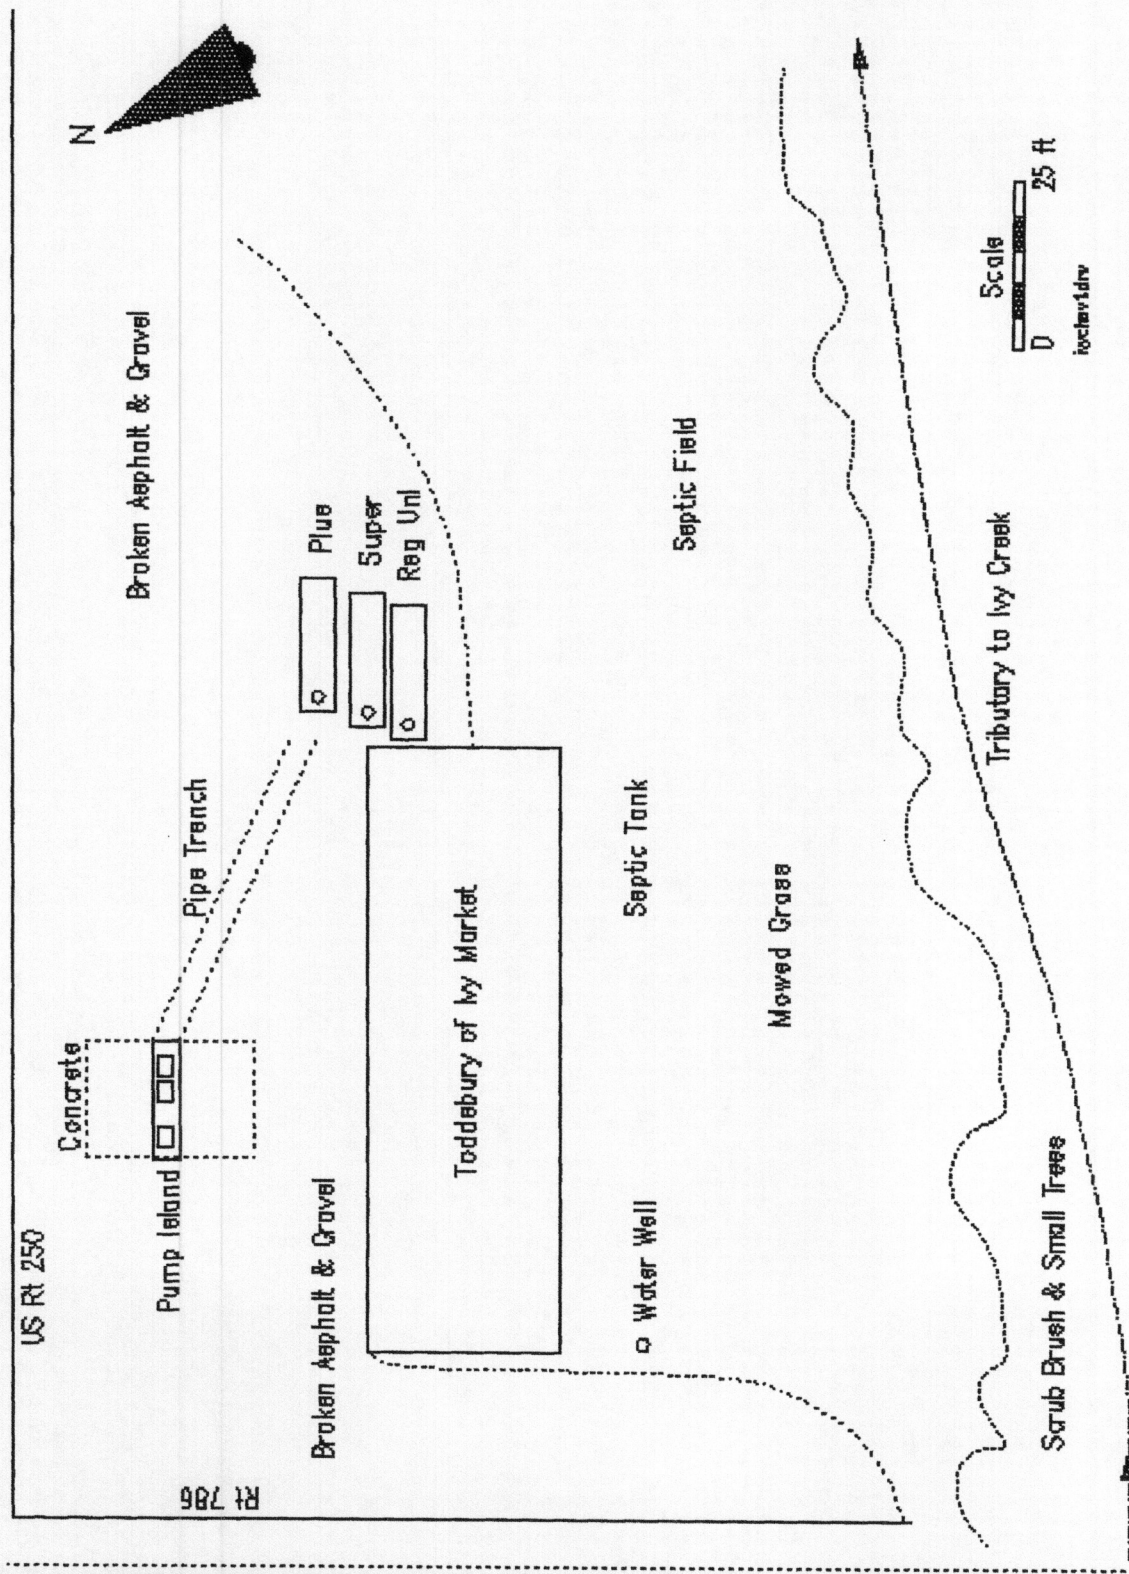 US Rt 250
N
Concrete
Pump Island
Pipe Trench
Broken Asphalt & Gravel
Rt 786
Broken Asphalt & Gravel
Plus
Super
Reg Unl
Toddsbury of Ivy Market
Water Well
Septic Tank
Septic Field
Mowed Grass
Tributary to Ivy Creek
Scrub Brush & Small Trees
Scale
0 25 ft